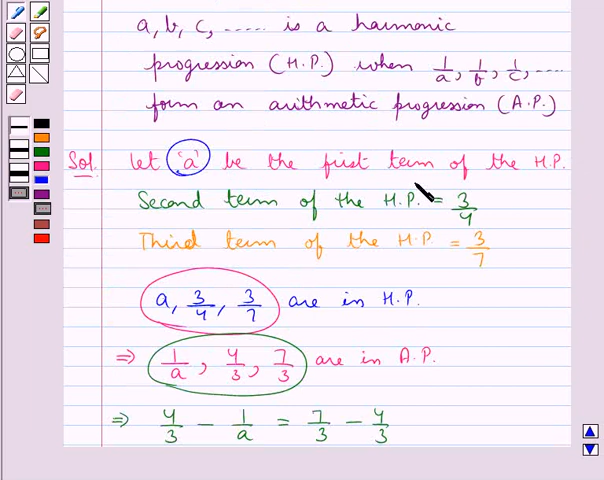 a, b, c, ..... is a harmonic
progression (H.P.) when 1/a, 1/b, 1/c, ....
form an arithmetic progression (A.P.)
Sol. Let 'a' be the first term of the H.P.
Second term of the H.P. = 3/4
Third term of the H.P = 3/7
a, 3/4, 3/7 are in H.P.
⇒ 1/a, 4/3, 7/3 are in A.P.
⇒ 4/3 - 1/a = 7/3 - 4/3